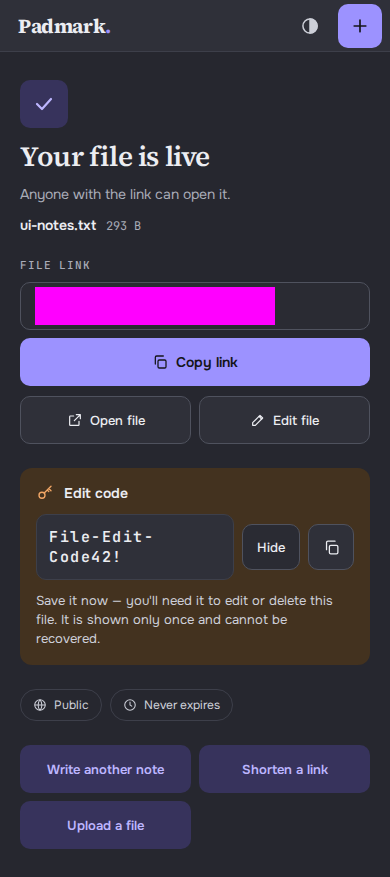 Padmark.
Your file is live
Anyone with the link can open it.
ui-notes.txt 293 B
FILE LINK
Copy link
Open file
Edit file
Edit code
File-Edit-
Code42!
Hide
Save it now — you'll need it to edit or delete this
file. It is shown only once and cannot be
recovered.
Public
Never expires
Write another note
Shorten a link
Upload a file